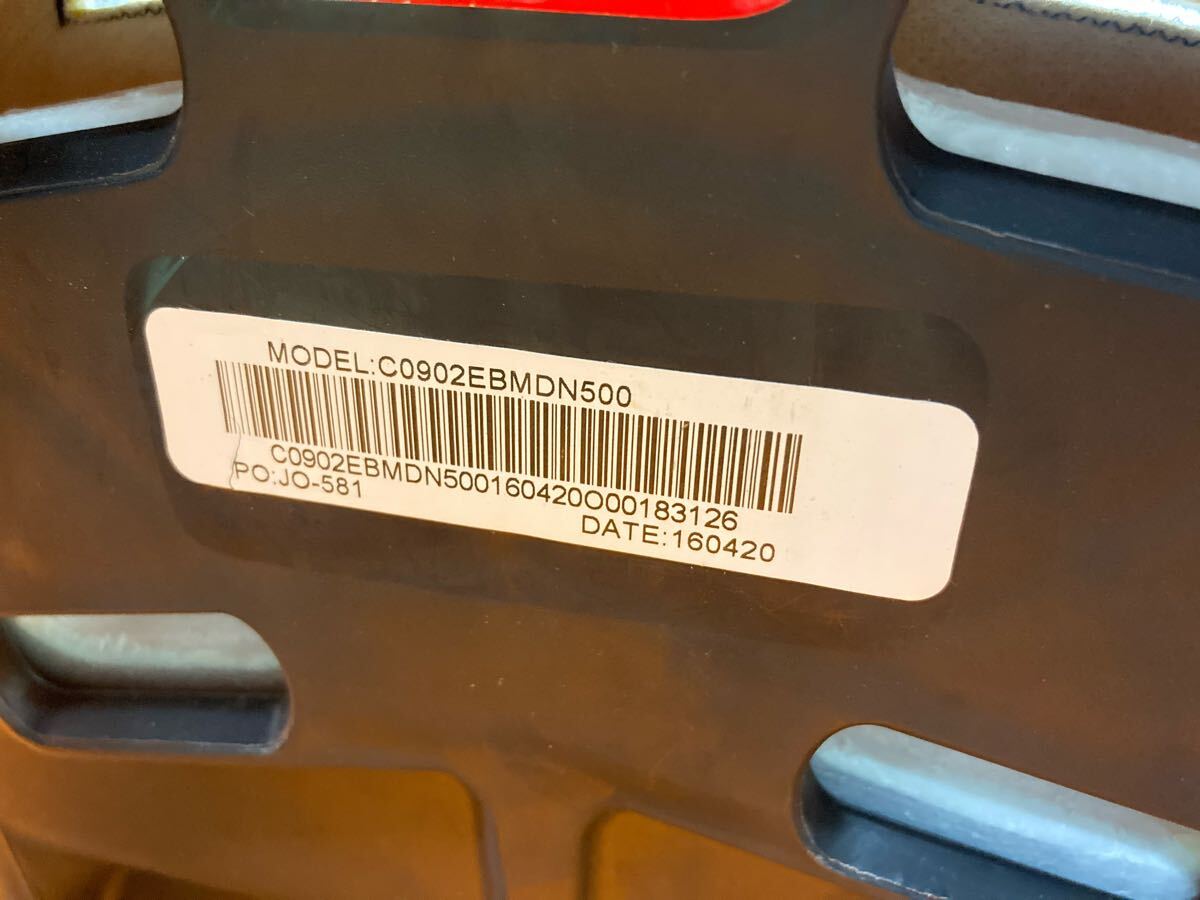 MODEL:C0902EBMDN500
C0902EBMDN500160420O00183126
PO:JO-581
DATE:160420